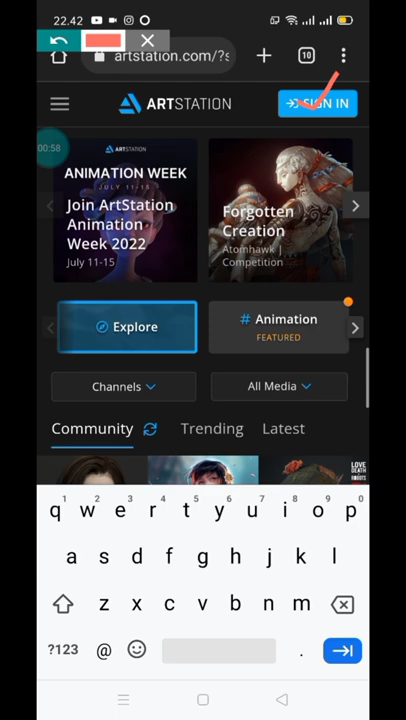 22.42
artstation.com/?s
10
ARTSTATION
SIGN IN
00:58
ARTSTATION
ANIMATION WEEK
JULY 11-15
Join ArtStation
Animation
Week 2022
July 11-15
Forgotten
Creation
Atomhawk |
Competition
Explore
# Animation
FEATURED
Channels
All Media
Community
Trending
Latest
LOVE
DEATH
ROBOTS
1 2 3 4 5 6 7 8 9 0
q w e r t y u i o p
a s d f g h j k l
z x c v b n m
?123 @ .